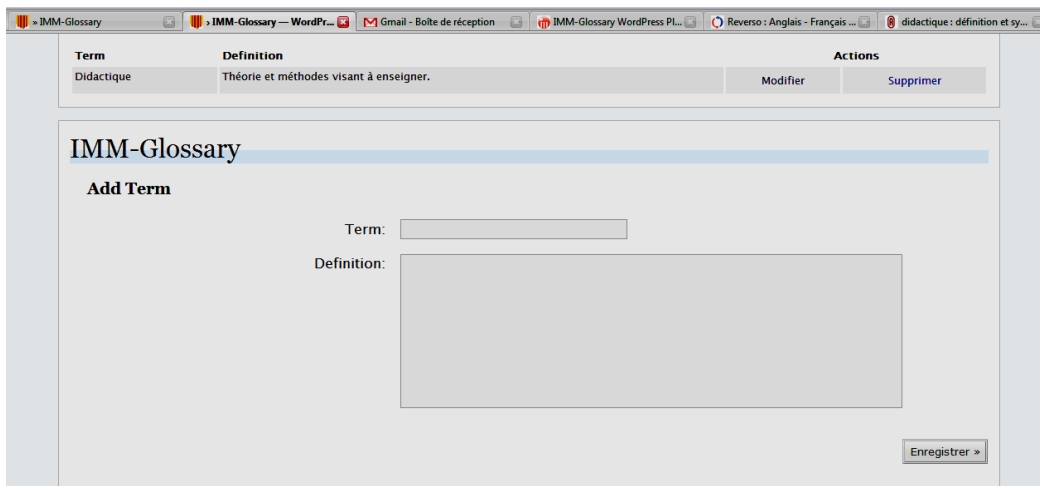 » IMM-Glossary
› IMM-Glossary — WordPr...
Gmail - Boîte de réception
IMM-Glossary WordPress Pl...
Reverso : Anglais - Français ...
didactique : définition et sy...
Term Definition Actions
Didactique Théorie et méthodes visant à enseigner. Modifier Supprimer
IMM-Glossary
Add Term
Term:
Definition:
Enregistrer »